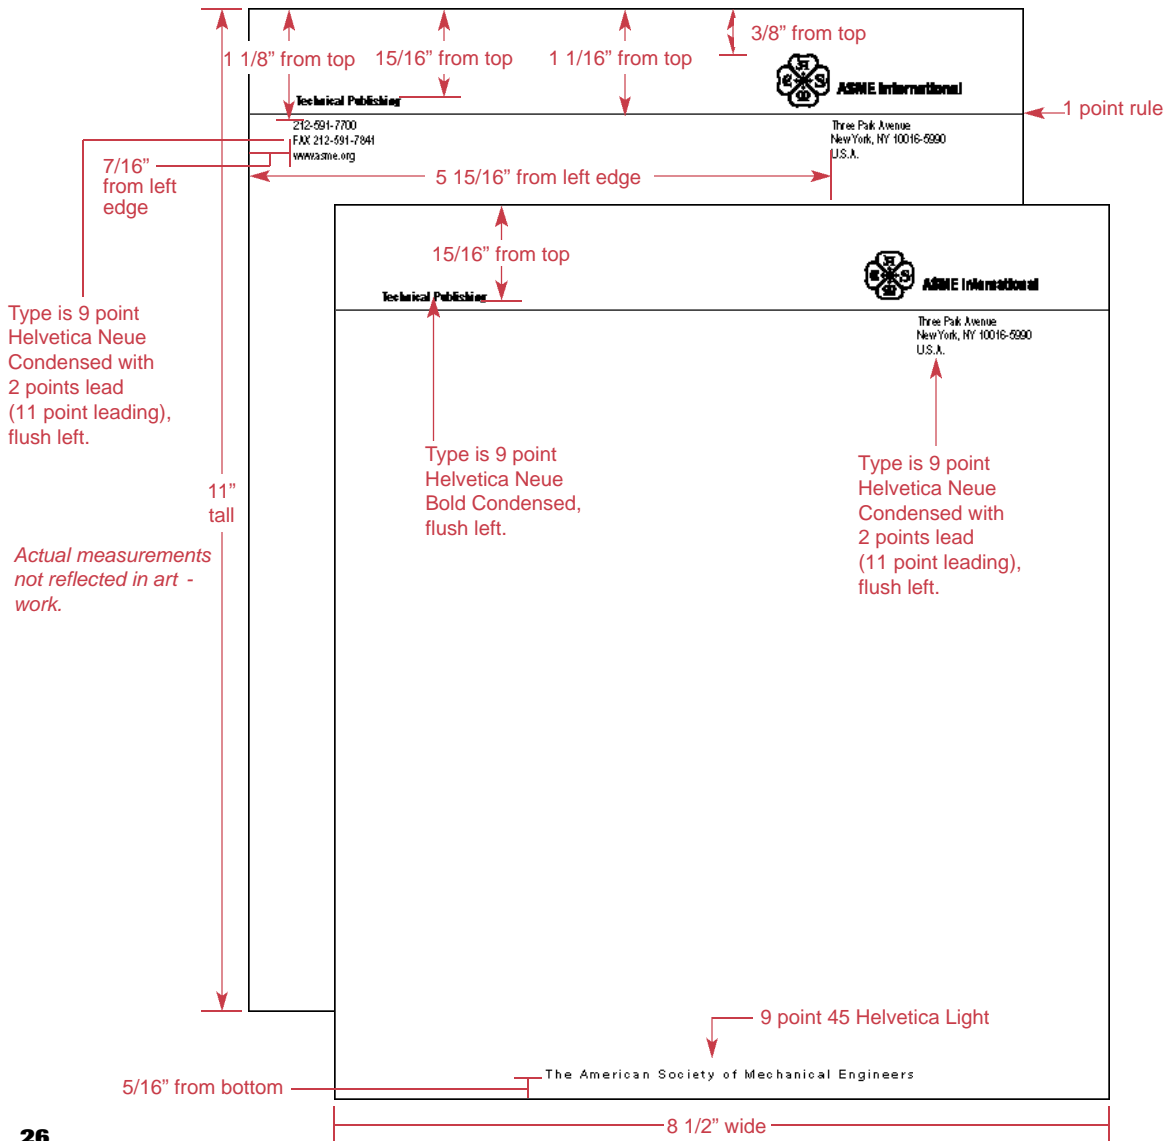 3/8” from top
1 1/8” from top
15/16” from top
1 1/16” from top
A
E S
M
ASME International
Technical Publishing
1 point rule
212-591-7700
FAX 212-591-7841
www.asme.org
Three Park Avenue
New York, NY 10016-5990
U.S.A.
7/16”
from left
edge
5 15/16” from left edge
15/16” from top
A
E S
M
ASME International
Technical Publishing
Three Park Avenue
New York, NY 10016-5990
U.S.A.
Type is 9 point
Helvetica Neue
Condensed with
2 points lead
(11 point leading),
flush left.
Type is 9 point
Helvetica Neue
Bold Condensed,
flush left.
Type is 9 point
Helvetica Neue
Condensed with
2 points lead
(11 point leading),
flush left.
11”
tall
Actual measurements
not reflected in art -
work.
9 point 45 Helvetica Light
The American Society of Mechanical Engineers
5/16” from bottom
8 1/2” wide
26